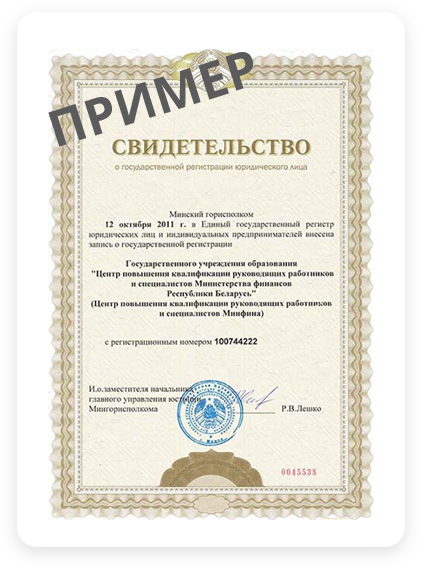 ПРИМЕР
СВИДЕТЕЛЬСТВО
о государственной регистрации юридического лица
Минский горисполком
12 октября 2011 г. в Единый государственный регистр
юридических лиц и индивидуальных предпринимателей внесена
запись о государственной регистрации
Государственного учреждения образования
"Центр повышения квалификации руководящих работников
и специалистов Министерства финансов
Республики Беларусь"
(Центр повышения квалификации руководящих работников
и специалистов Минфина)
с регистрационным номером 100744222
И.о.заместителя начальника
главного управления юстиции
Мингорисполкома
Р.В.Лешко
0045538